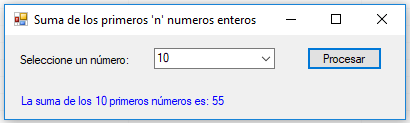 Suma de los primeros 'n' numeros enteros
Seleccione un número: 10 Procesar
La suma de los 10 primeros números es: 55